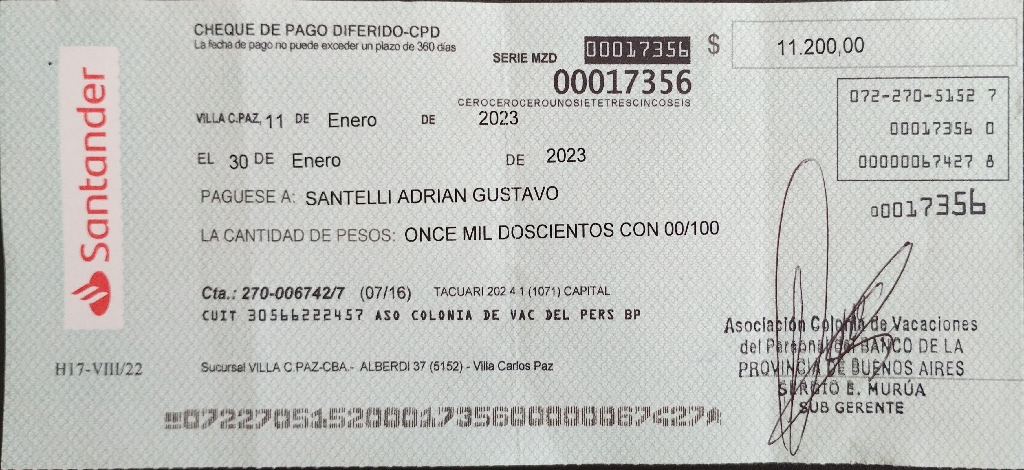 Santander
CHEQUE DE PAGO DIFERIDO-CPD
La fecha de pago no puede exceder un plazo de 360 días
SERIE MZD 00017356 $ 11.200,00
00017356
CEROCEROCEROUNOSIETETRESCINCOSEIS
072-270-5152 7
00017356 0
00000067427 8
00017356
VILLA C.PAZ, 11 DE Enero DE 2023
EL 30 DE Enero DE 2023
PAGUESE A: SANTELLI ADRIAN GUSTAVO
LA CANTIDAD DE PESOS: ONCE MIL DOSCIENTOS CON 00/100
Cta.: 270-006742/7 (07/16) TACUARI 202 4 1 (1071) CAPITAL
CUIT 30566222457 ASO COLONIA DE VAC DEL PERS BP
Asociación Colonia de Vacaciones
del Personal del BANCO DE LA
PROVINCIA DE BUENOS AIRES
SERGIO E. MURÚA
SUB GERENTE
H17-VIII/22
Sucursal VILLA C.PAZ-CBA.- ALBERDI 37 (5152) - Villa Carlos Paz
07227051520001735600000067427